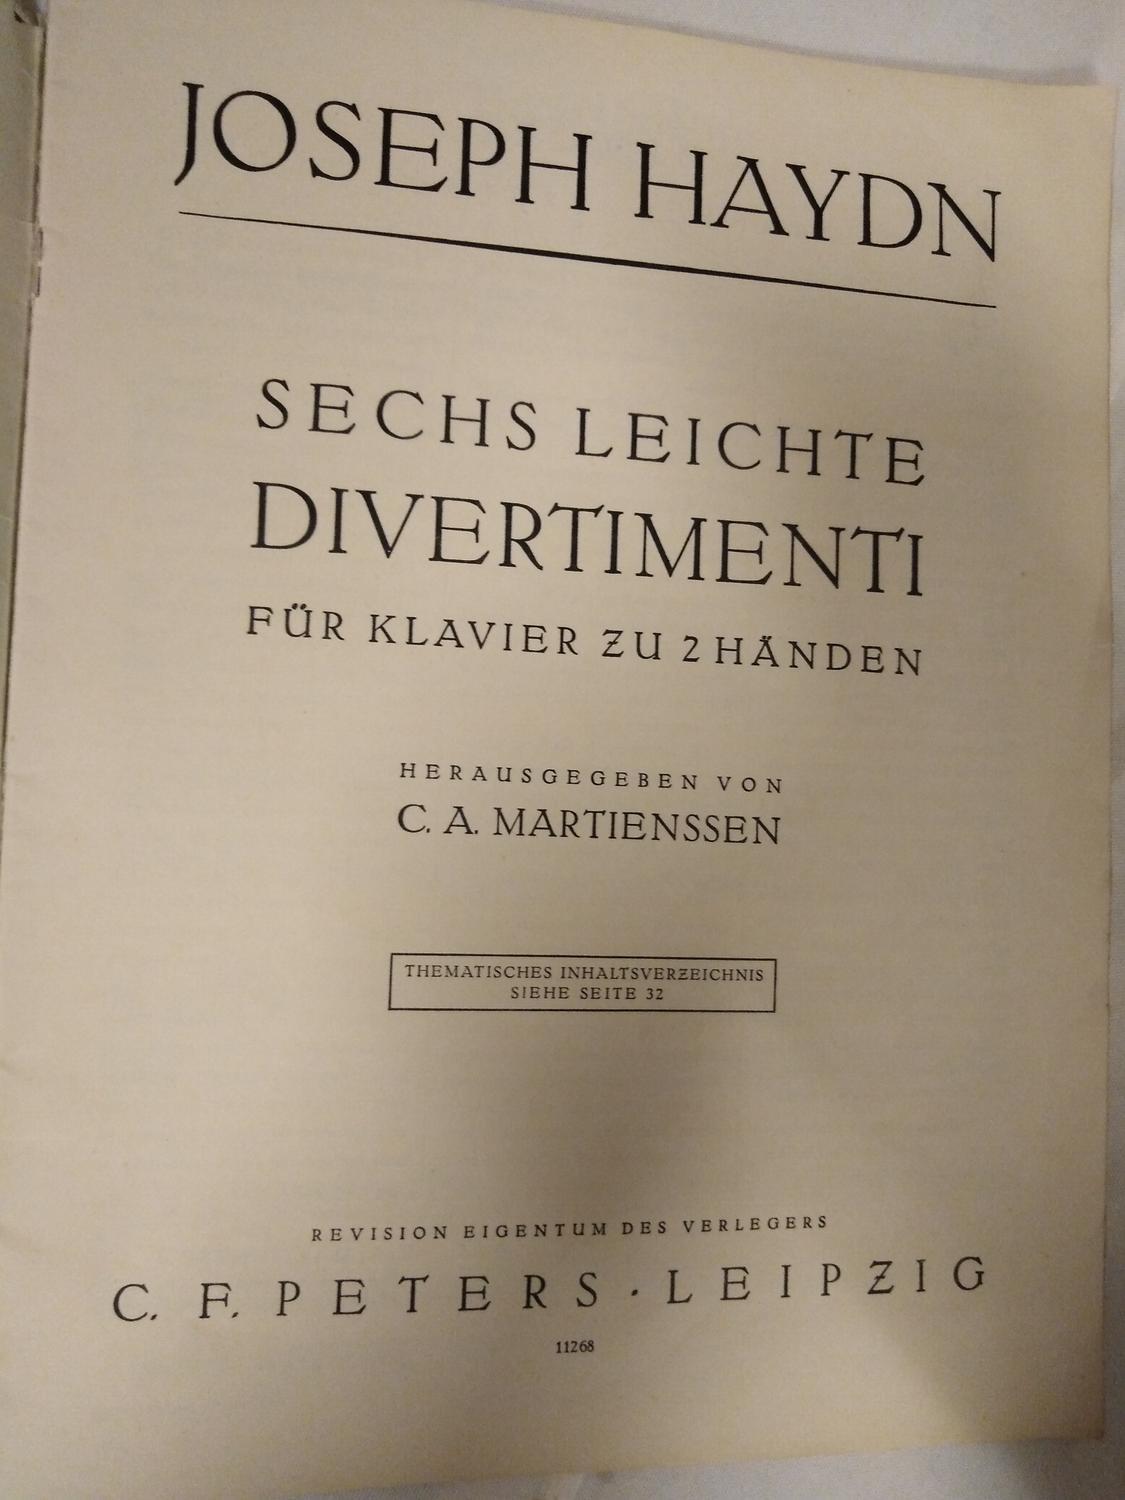 JOSEPH HAYDN
SECHS LEICHTE
DIVERTIMENTI
FÜR KLAVIER ZU 2 HÄNDEN
HERAUSGEGEBEN VON
C. A. MARTIENSSEN
THEMATISCHES INHALTSVERZEICHNIS
SIEHE SEITE 32
REVISION EIGENTUM DES VERLEGERS
C. F. PETERS · LEIPZIG
11268